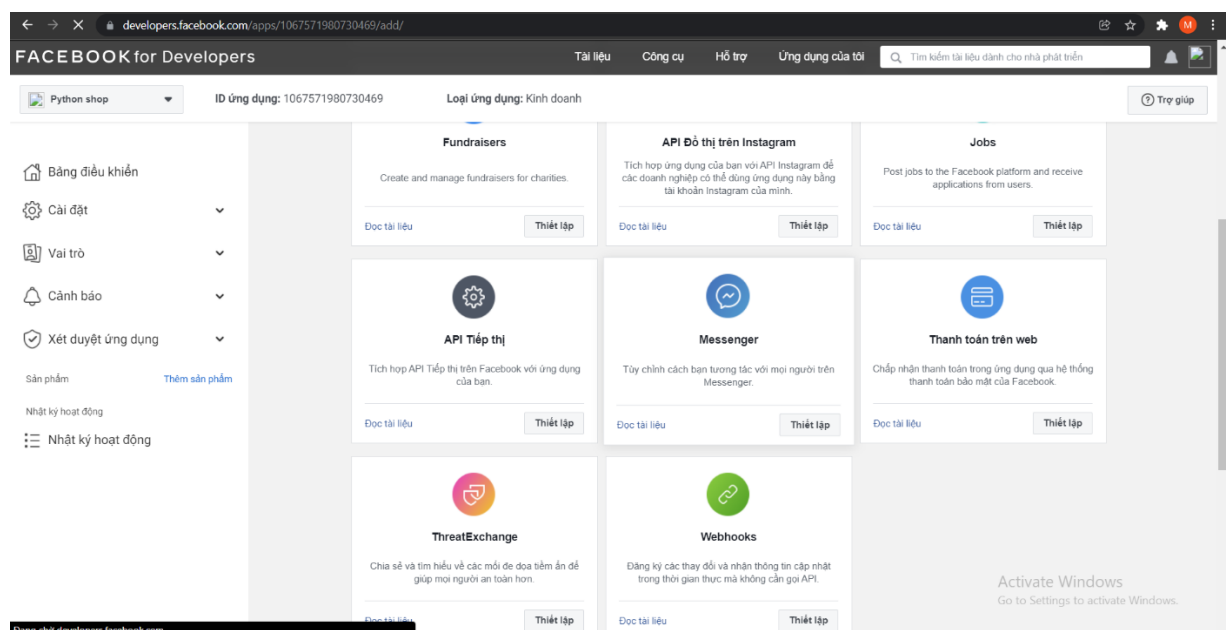 developers.facebook.com/apps/1067571980730469/add/
M
FACEBOOK for Developers
Tài liệu
Công cụ
Hỗ trợ
Ứng dụng của tôi
Tìm kiếm tài liệu dành cho nhà phát triển
Python shop
ID ứng dụng: 1067571980730469
Loại ứng dụng: Kinh doanh
Trợ giúp
Bảng điều khiển
Cài đặt
Vai trò
Cảnh báo
Xét duyệt ứng dụng
Sản phẩm
Thêm sản phẩm
Nhật ký hoạt động
Nhật ký hoạt động
Fundraisers
Create and manage fundraisers for charities.
Đọc tài liệu
Thiết lập
API Đồ thị trên Instagram
Tích hợp ứng dụng của bạn với API Instagram để
các doanh nghiệp có thể dùng ứng dụng này bằng
tài khoản Instagram của mình.
Đọc tài liệu
Thiết lập
Jobs
Post jobs to the Facebook platform and receive
applications from users.
Đọc tài liệu
Thiết lập
API Tiếp thị
Tích hợp API Tiếp thị trên Facebook với ứng dụng
của bạn.
Đọc tài liệu
Thiết lập
Messenger
Tùy chỉnh cách bạn tương tác với mọi người trên
Messenger.
Đọc tài liệu
Thiết lập
Thanh toán trên web
Chấp nhận thanh toán trong ứng dụng qua hệ thống
thanh toán bảo mật của Facebook.
Đọc tài liệu
Thiết lập
ThreatExchange
Chia sẻ và tìm hiểu về các mối đe dọa tiềm ẩn để
giúp mọi người an toàn hơn.
Đọc tài liệu
Thiết lập
Webhooks
Đăng ký các thay đổi và nhận thông tin cập nhật
trong thời gian thực mà không cần gọi API.
Đọc tài liệu
Thiết lập
Activate Windows
Go to Settings to activate Windows.
Đang chờ developers.facebook.com